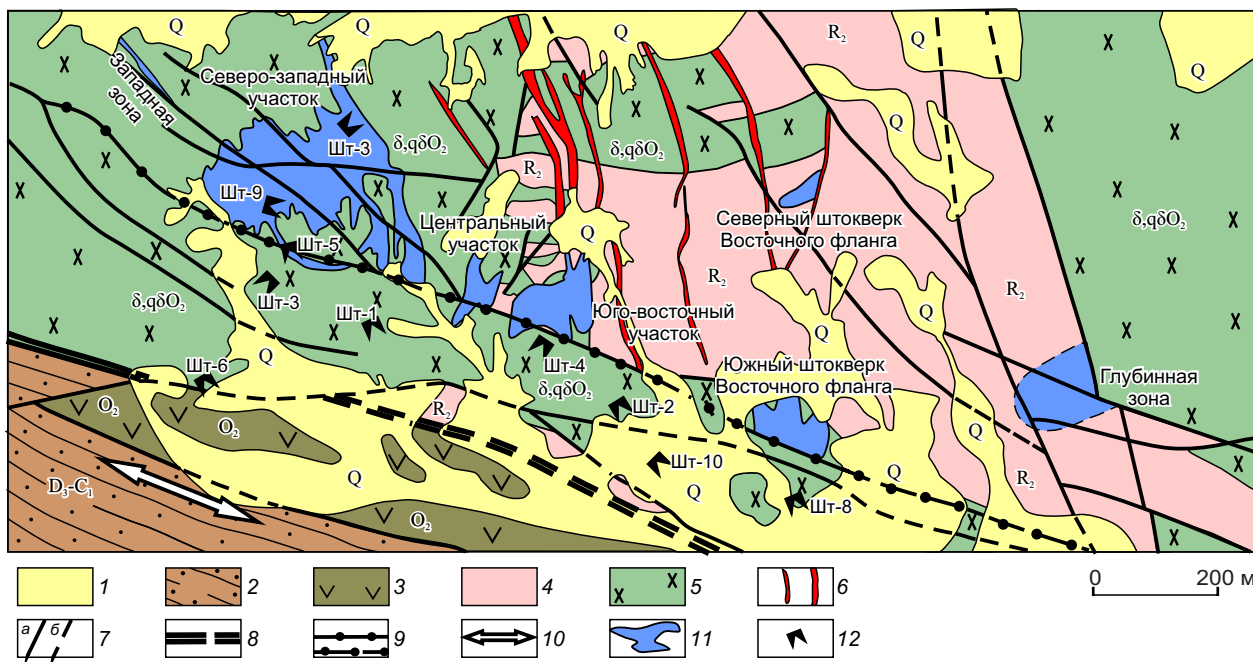 Q
Q
Q
R₂
Q
Q
Западная
зона
Северо-западный
участок
Шт-3
δ,qδO₂
δ,qδO₂
R₂
Q
Шт-9
Шт-5
Центральный
участок
Q
Северный штокверк
Восточного фланга
δ,qδO₂
R₂
R₂
δ,qδO₂
Шт-3
Шт-1
Юго-восточный
участок
Q
Q
Q
Шт-6
Шт-4
δ,qδO₂
Южный штокверк
Восточного фланга
Глубинная
зона
O₂
O₂
R₂
Шт-2
Q
Q
Шт-10
Q
Q
R₂
D₃-C₁
O₂
Шт-8
1
2
3
4
5
6
0 200 м
а б 7
8
9
10
11
12